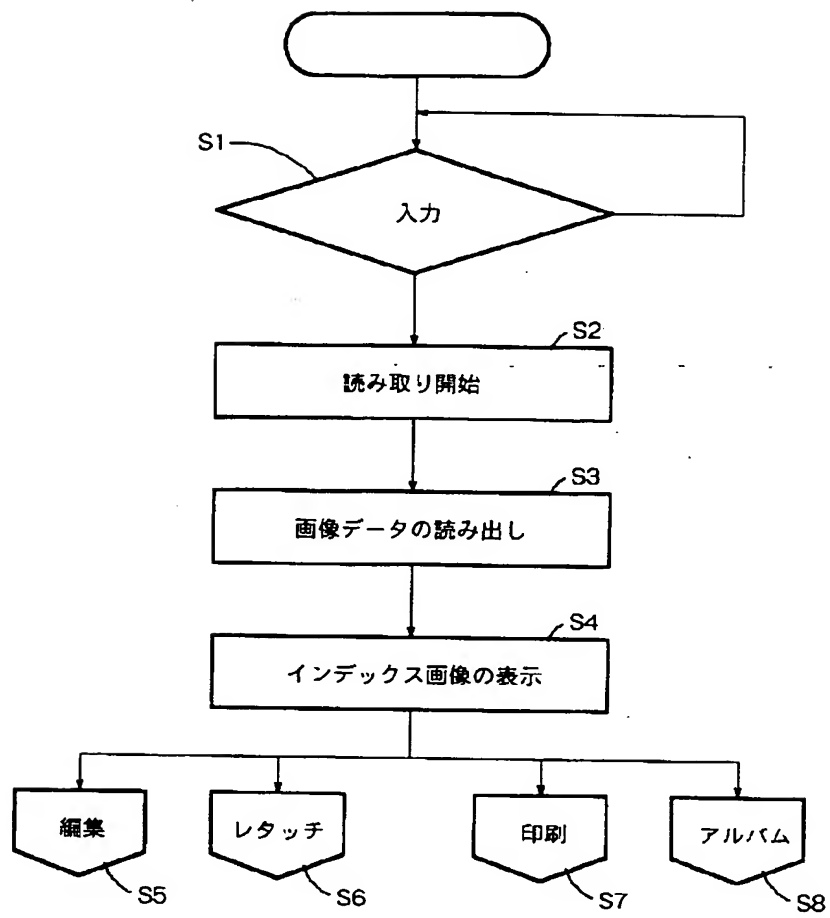 S1
入力
S2
読み取り開始
S3
画像データの読み出し
S4
インデックス画像の表示
編集
レタッチ
印刷
アルバム
S5
S6
S7
S8